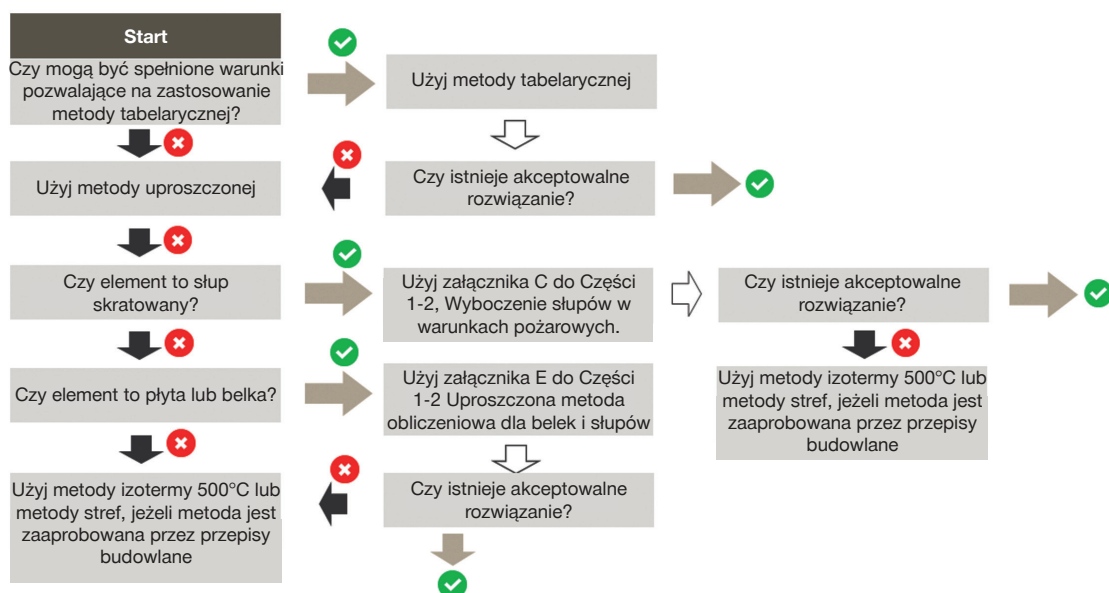 Start
Czy mogą być spełnione warunki
pozwalające na zastosowanie
metody tabelarycznej?
Użyj metody tabelarycznej
Użyj metody uproszczonej
Czy istnieje akceptowalne
rozwiązanie?
Czy element to słup
skratowany?
Użyj załącznika C do Części
1-2, Wyboczenie słupów w
warunkach pożarowych.
Czy istnieje akceptowalne
rozwiązanie?
Czy element to płyta lub belka?
Użyj załącznika E do Części
1-2 Uproszczona metoda
obliczeniowa dla belek i słupów
Użyj metody izotermy 500°C lub
metody stref, jeżeli metoda jest
zaaprobowana przez przepisy
budowlane
Użyj metody izotermy 500°C lub
metody stref, jeżeli metoda jest
zaaprobowana przez przepisy
budowlane
Czy istnieje akceptowalne
rozwiązanie?